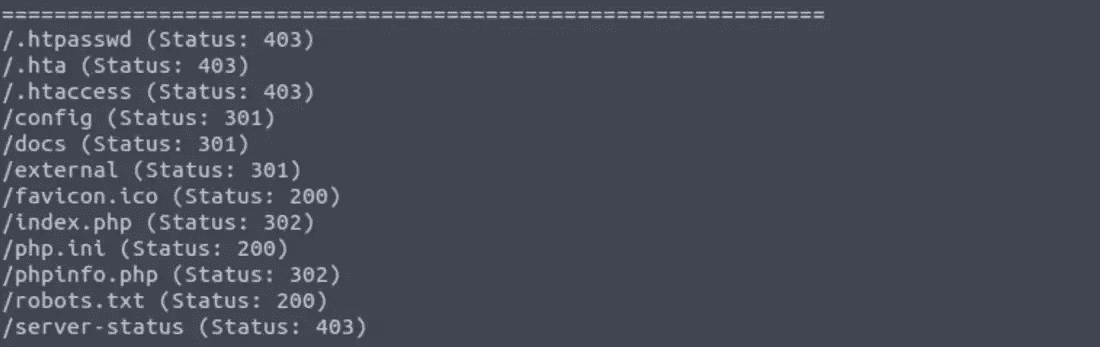 ===============================================================
/.htpasswd (Status: 403)
/.hta (Status: 403)
/.htaccess (Status: 403)
/config (Status: 301)
/docs (Status: 301)
/external (Status: 301)
/favicon.ico (Status: 200)
/index.php (Status: 302)
/php.ini (Status: 200)
/phpinfo.php (Status: 302)
/robots.txt (Status: 200)
/server-status (Status: 403)